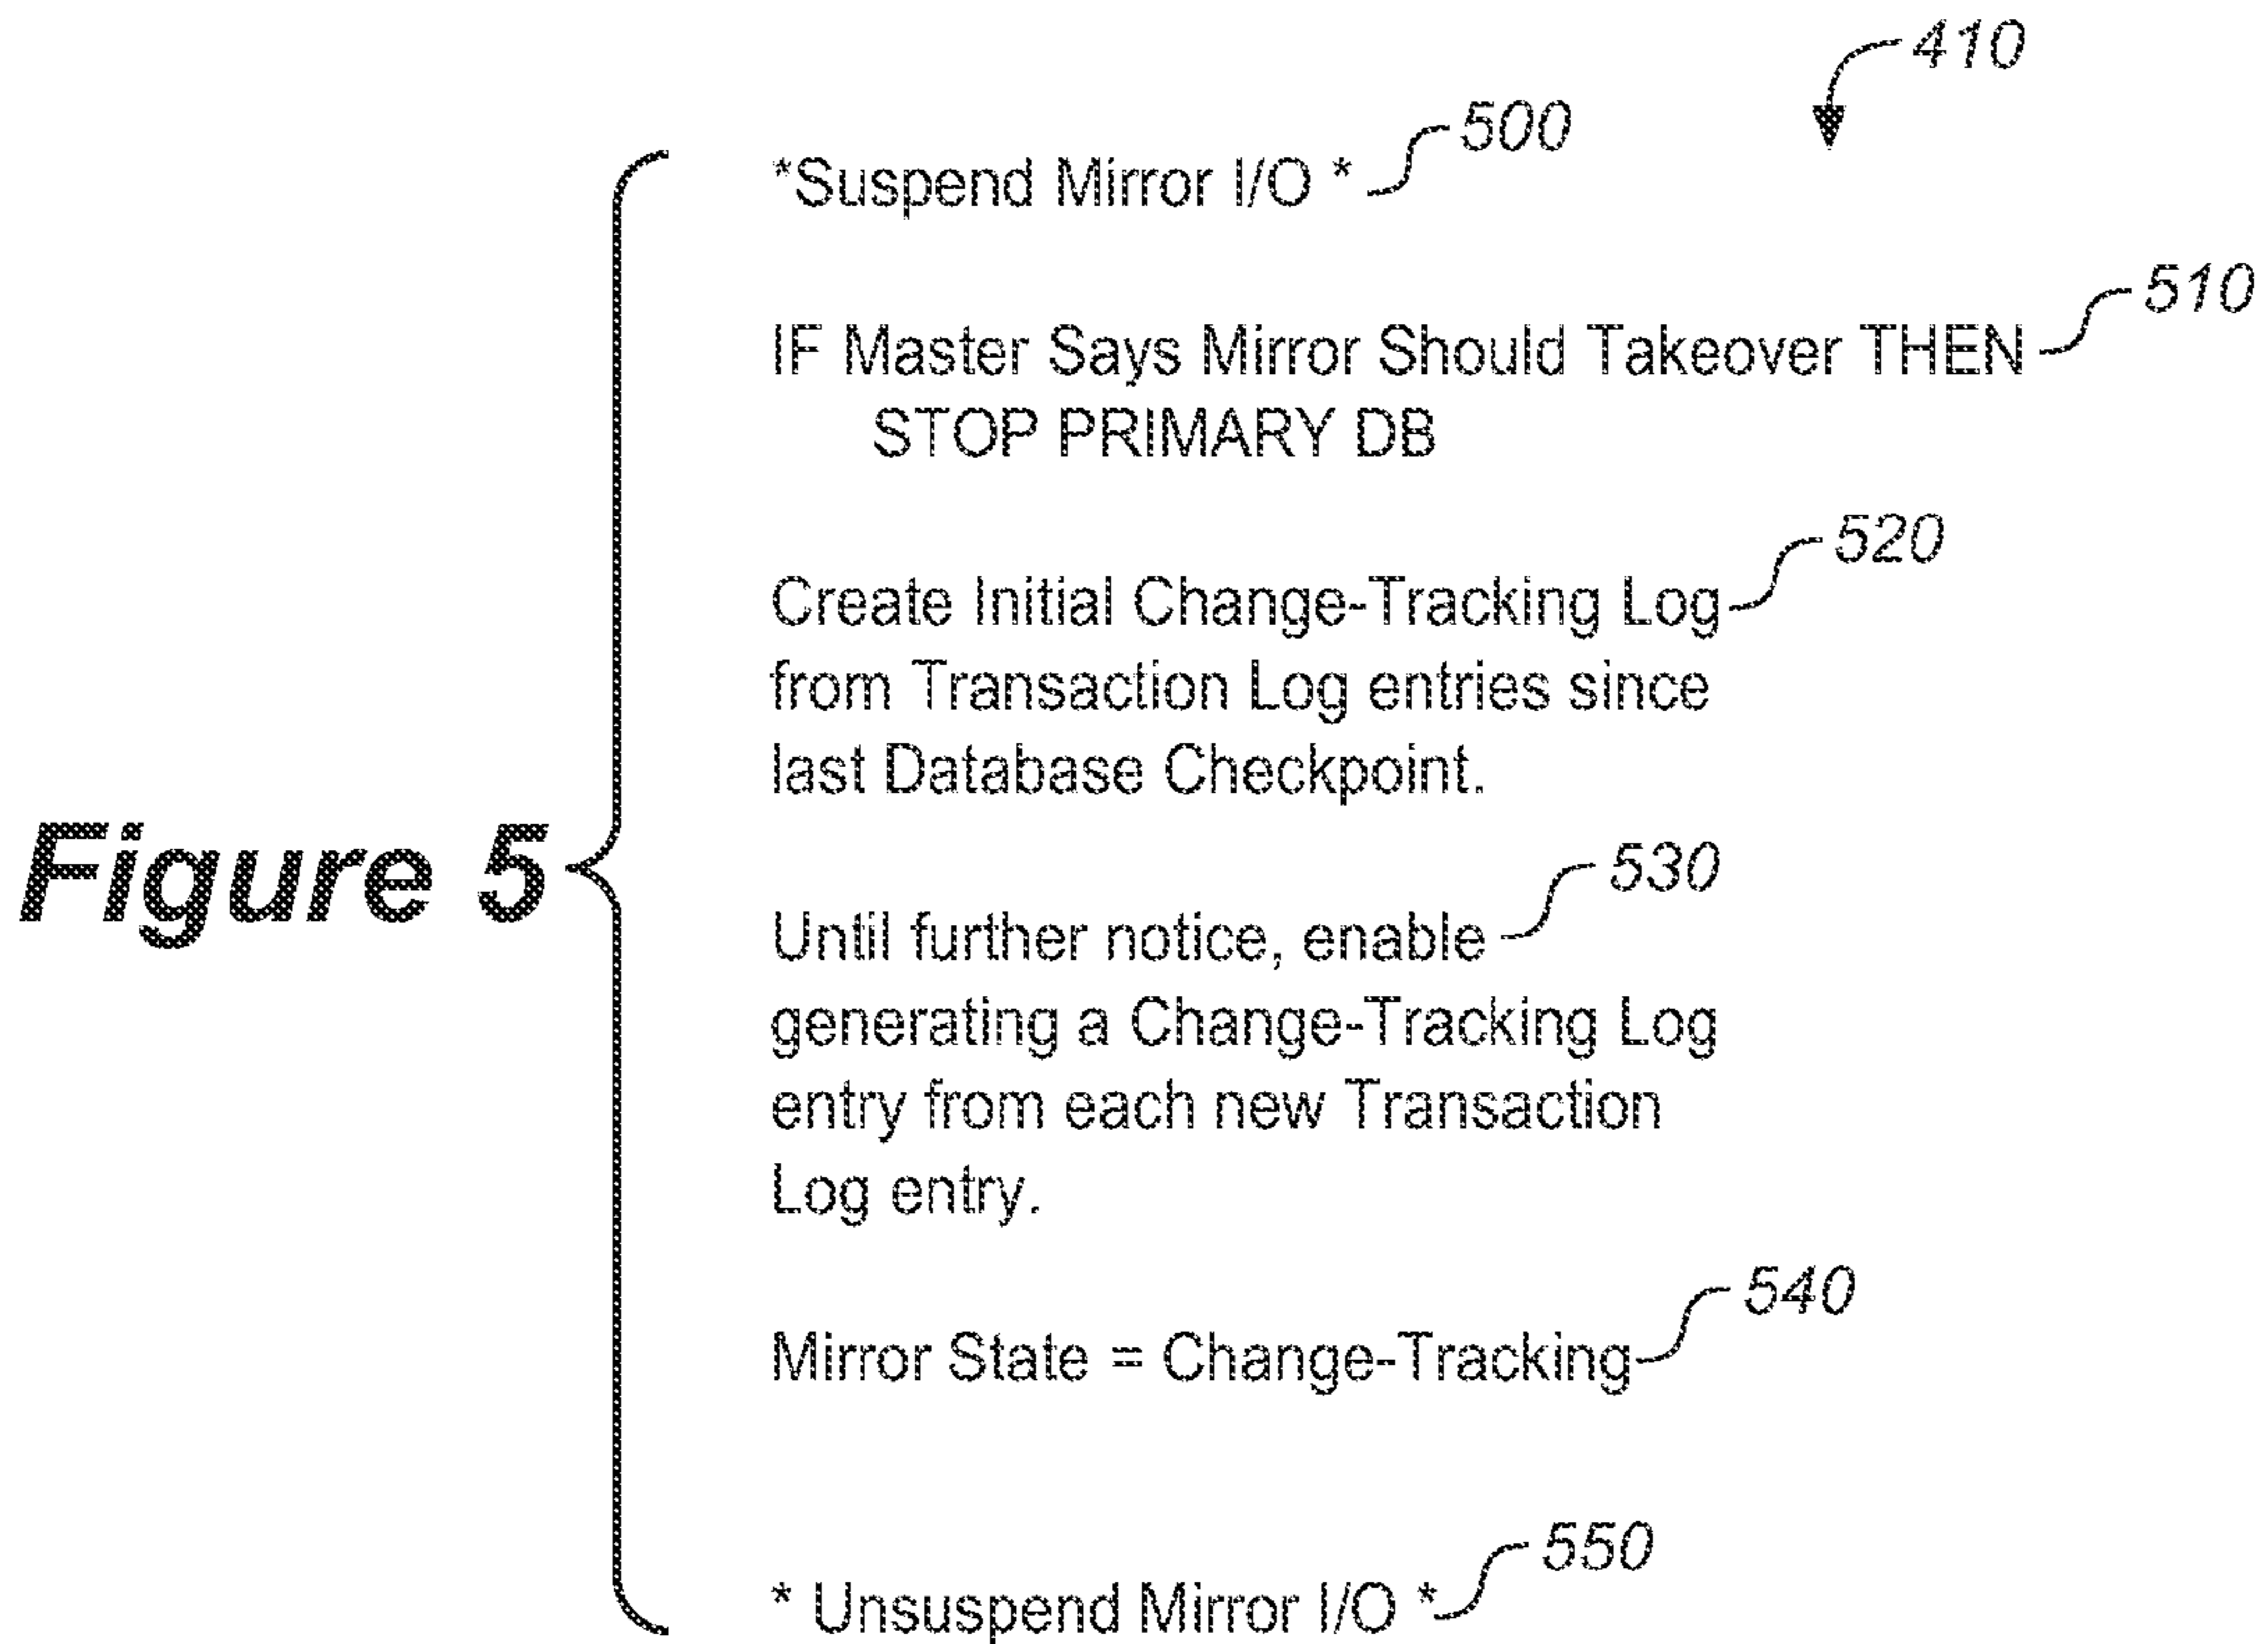 410
*Suspend Mirror I/O * 500
IF Master Says Mirror Should Takeover THEN 510
STOP PRIMARY DB
Create Initial Change-Tracking Log 520
from Transaction Log entries since
last Database Checkpoint.
Figure 5
Until further notice, enable 530
generating a Change-Tracking Log
entry from each new Transaction
Log entry.
Mirror State = Change-Tracking 540
* Unsuspend Mirror I/O * 550